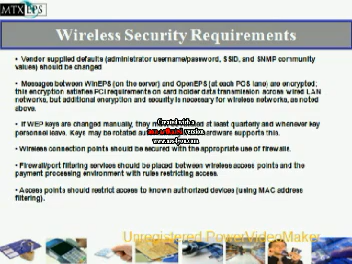 MTXEPS
Wireless Security Requirements
• Vendor supplied defaults (administrator username/password, SSID, and SNMP community
values) should be changed.
• Messages between WinEPS (on the server) and OpenEPS (at each POS lane) are encrypted;
this encryption satisfies PCI requirements on card holder data transmission across wired LAN
networks, but additional encryption and security is necessary for wireless networks, as noted
above.
• If WEP keys are changed manually, they at least quarterly and whenever key
personnel leave. Keys may be rotated hardware supports this.
Created with a
version
• Wireless connection points should be secured with the appropriate use of firewalls.
• Firewall/port filtering services should be placed between wireless access points and the
payment processing environment with rules restricting access.
• Access points should restrict access to known authorized devices (using MAC address
filtering).
Unregistered PowerVideoMaker